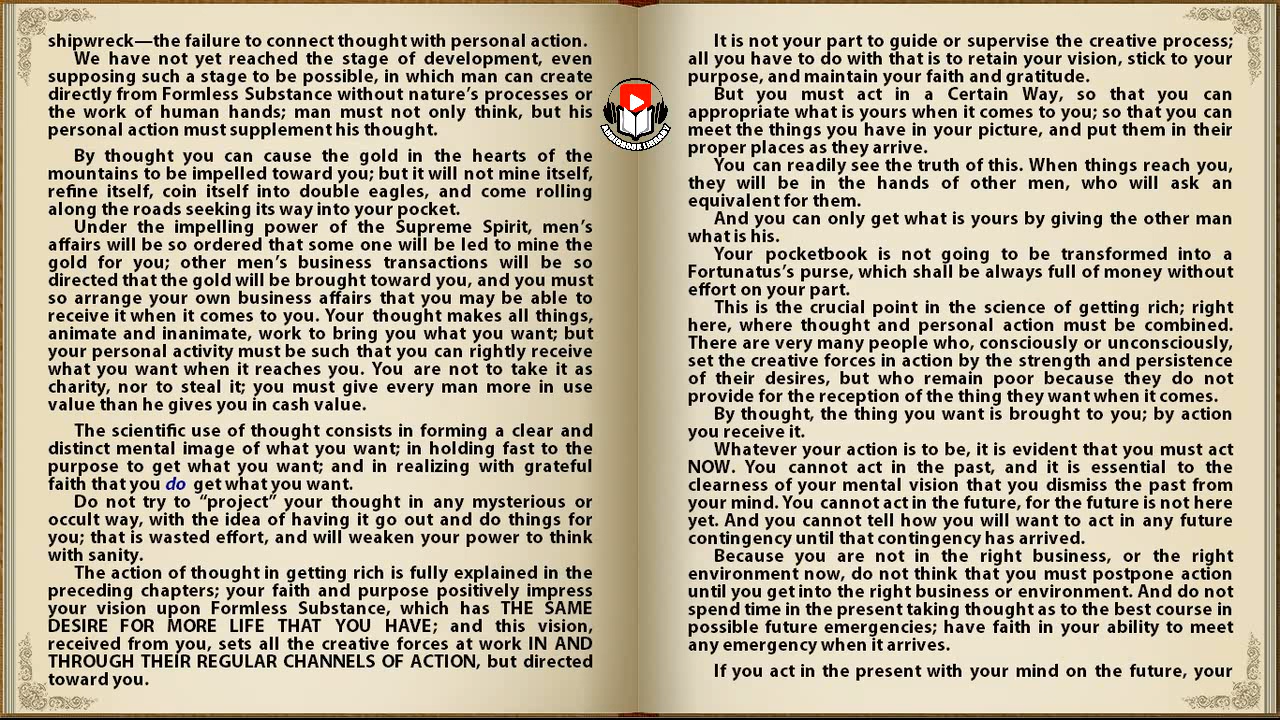 shipwreck—the failure to connect thought with personal action.
We have not yet reached the stage of development, even
supposing such a stage to be possible, in which man can create
directly from Formless Substance without nature's processes or
the work of human hands; man must not only think, but his
personal action must supplement his thought.
By thought you can cause the gold in the hearts of the
mountains to be impelled toward you; but it will not mine itself,
refine itself, coin itself into double eagles, and come rolling
along the roads seeking its way into your pocket.
Under the impelling power of the Supreme Spirit, men's
affairs will be so ordered that some one will be led to mine the
gold for you; other men's business transactions will be so
directed that the gold will be brought toward you, and you must
so arrange your own business affairs that you may be able to
receive it when it comes to you. Your thought makes all things,
animate and inanimate, work to bring you what you want; but
your personal activity must be such that you can rightly receive
what you want when it reaches you. You are not to take it as
charity, nor to steal it; you must give every man more in use
value than he gives you in cash value.
The scientific use of thought consists in forming a clear and
distinct mental image of what you want; in holding fast to the
purpose to get what you want; and in realizing with grateful
faith that you do get what you want.
Do not try to “project” your thought in any mysterious or
occult way, with the idea of having it go out and do things for
you; that is wasted effort, and will weaken your power to think
with sanity.
The action of thought in getting rich is fully explained in the
preceding chapters; your faith and purpose positively impress
your vision upon Formless Substance, which has THE SAME
DESIRE FOR MORE LIFE THAT YOU HAVE; and this vision,
received from you, sets all the creative forces at work IN AND
THROUGH THEIR REGULAR CHANNELS OF ACTION, but directed
toward you.
AUDIOBOOK LIBRARY
It is not your part to guide or supervise the creative process;
all you have to do with that is to retain your vision, stick to your
purpose, and maintain your faith and gratitude.
But you must act in a Certain Way, so that you can
appropriate what is yours when it comes to you; so that you can
meet the things you have in your picture, and put them in their
proper places as they arrive.
You can readily see the truth of this. When things reach you,
they will be in the hands of other men, who will ask an
equivalent for them.
And you can only get what is yours by giving the other man
what is his.
Your pocketbook is not going to be transformed into a
Fortunatus's purse, which shall be always full of money without
effort on your part.
This is the crucial point in the science of getting rich; right
here, where thought and personal action must be combined.
There are very many people who, consciously or unconsciously,
set the creative forces in action by the strength and persistence
of their desires, but who remain poor because they do not
provide for the reception of the thing they want when it comes.
By thought, the thing you want is brought to you; by action
you receive it.
Whatever your action is to be, it is evident that you must act
NOW. You cannot act in the past, and it is essential to the
clearness of your mental vision that you dismiss the past from
your mind. You cannot act in the future, for the future is not here
yet. And you cannot tell how you will want to act in any future
contingency until that contingency has arrived.
Because you are not in the right business, or the right
environment now, do not think that you must postpone action
until you get into the right business or environment. And do not
spend time in the present taking thought as to the best course in
possible future emergencies; have faith in your ability to meet
any emergency when it arrives.
If you act in the present with your mind on the future, your